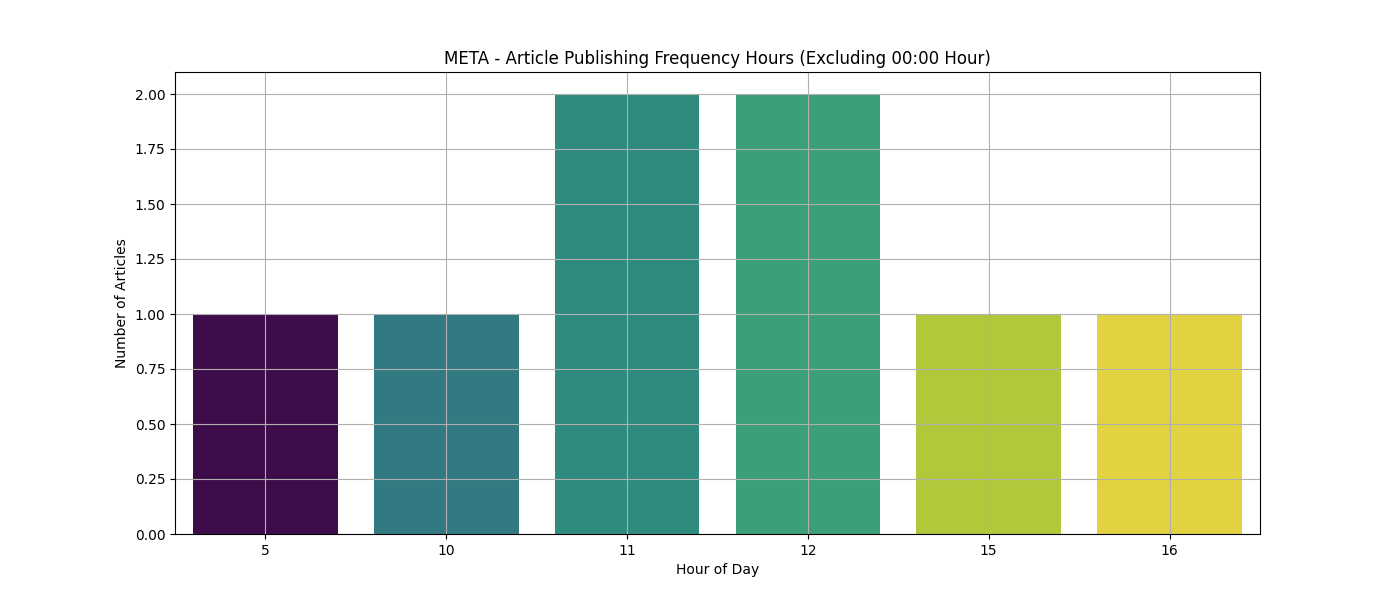 META - Article Publishing Frequency Hours (Excluding 00:00 Hour)
Number of Articles
2.00
1.75
1.50
1.25
1.00
0.75
0.50
0.25
0.00
5 10 11 12 15 16
Hour of Day